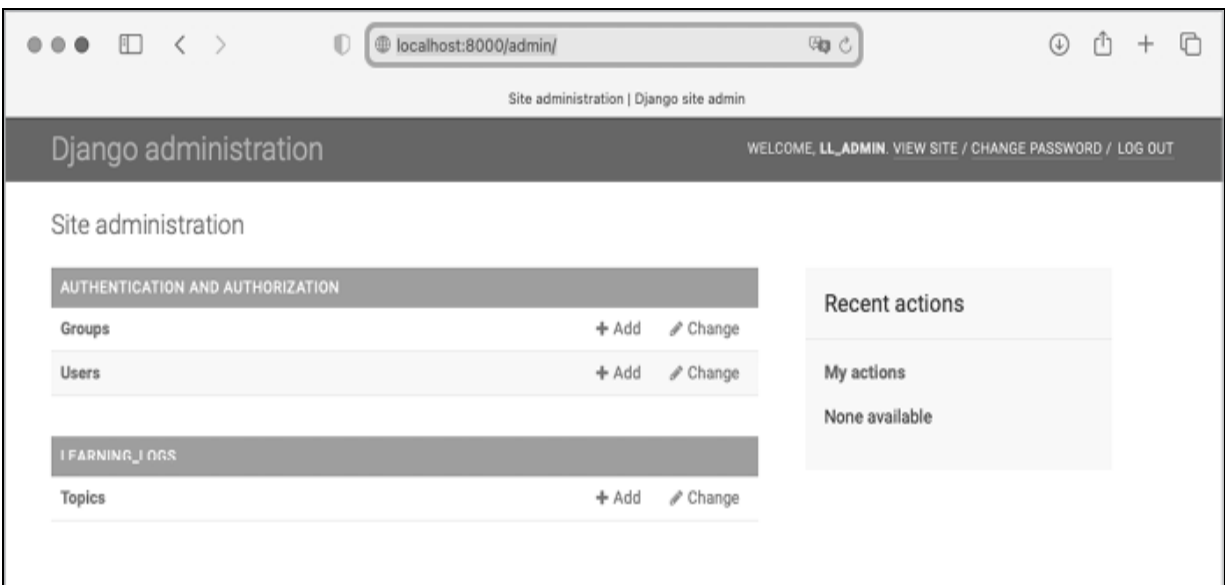 localhost:8000/admin/
Site administration | Django site admin
Django administration
WELCOME, LL_ADMIN. VIEW SITE / CHANGE PASSWORD / LOG OUT
Site administration
AUTHENTICATION AND AUTHORIZATION
Groups + Add Change
Users + Add Change
LEARNING_LOGS
Topics + Add Change
Recent actions
My actions
None available